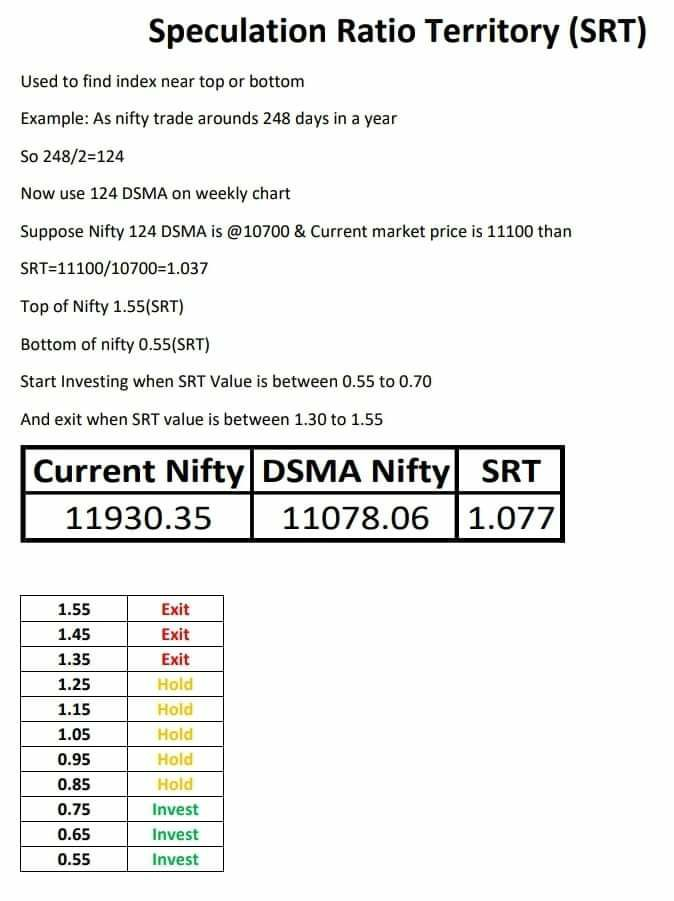 Speculation Ratio Territory (SRT)
Used to find index near top or bottom
Example: As nifty trade arounds 248 days in a year
So 248/2=124
Now use 124 DSMA on weekly chart
Suppose Nifty 124 DSMA is @10700 & Current market price is 11100 than
SRT=11100/10700=1.037
Top of Nifty 1.55(SRT)
Bottom of nifty 0.55(SRT)
Start Investing when SRT Value is between 0.55 to 0.70
And exit when SRT value is between 1.30 to 1.55
Current Nifty DSMA Nifty SRT
11930.35 11078.06 1.077
1.55 Exit
1.45 Exit
1.35 Exit
1.25 Hold
1.15 Hold
1.05 Hold
0.95 Hold
0.85 Hold
0.75 Invest
0.65 Invest
0.55 Invest